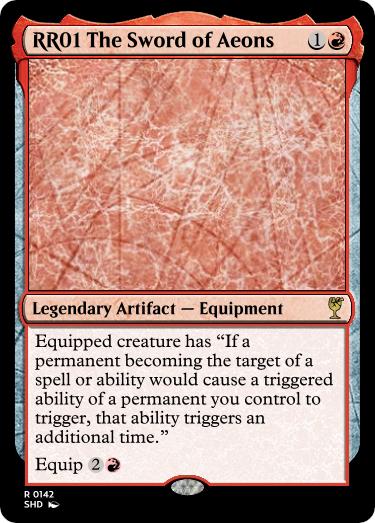 RR01 The Sword of Aeons 1
Legendary Artifact — Equipment
Equipped creature has “If a
permanent becoming the target of a
spell or ability would cause a triggered
ability of a permanent you control to
trigger, that ability triggers an
additional time.”
Equip 2
R 0142
SHD